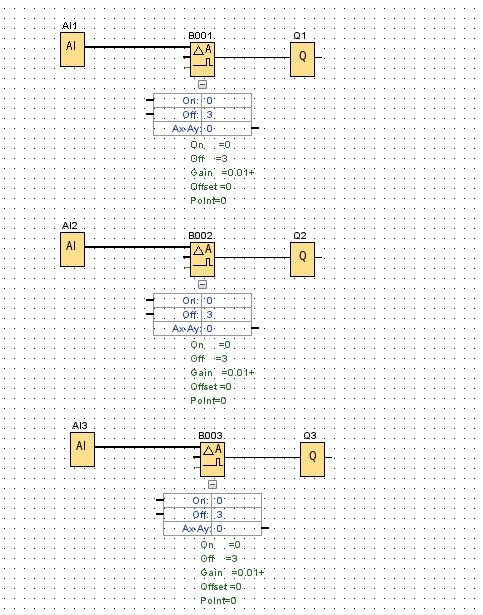 AI1
B001
Q1
AI
A
Q
On: 0
Off: 3
Ax-Ay: 0
On =0
Off =3
Gain =0.01+
Offset =0
Point=0
AI2
B002
Q2
AI
A
Q
On: 0
Off: 3
Ax-Ay: 0
On =0
Off =3
Gain =0.01+
Offset =0
Point=0
AI3
B003
Q3
AI
A
Q
On: 0
Off: 3
Ax-Ay: 0
On =0
Off =3
Gain =0.01+
Offset =0
Point=0